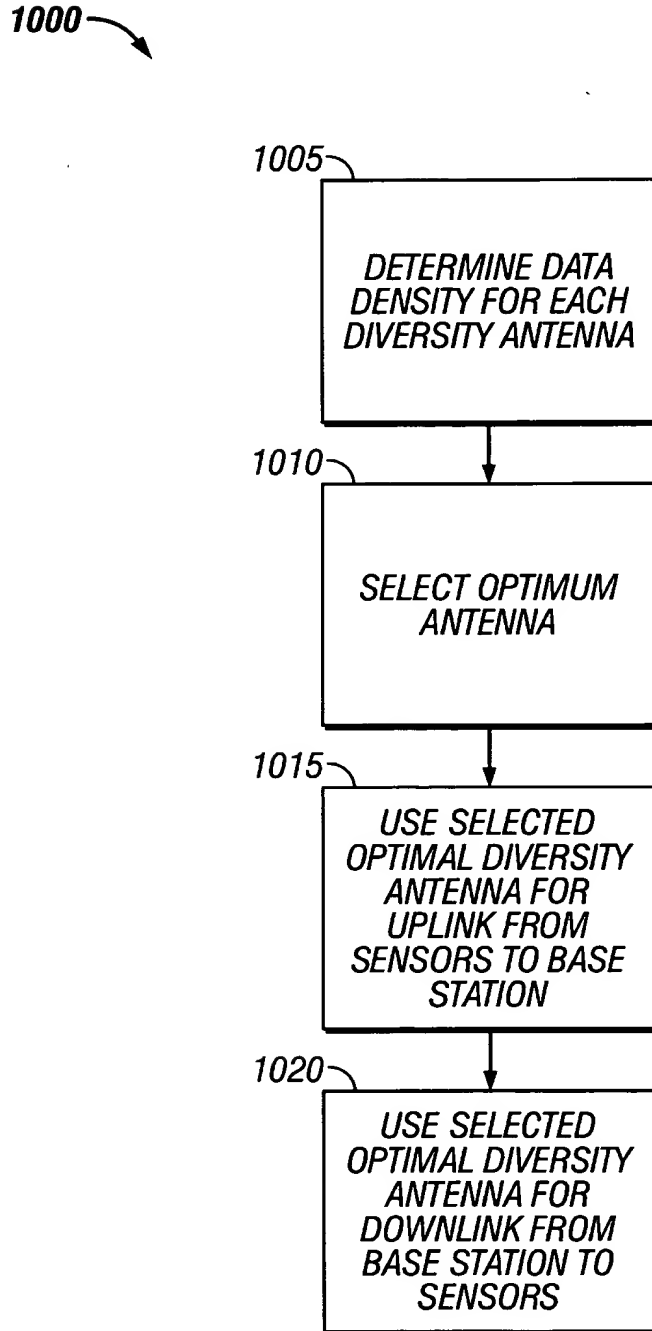 1000
1005
DETERMINE DATA
DENSITY FOR EACH
DIVERSITY ANTENNA
1010
SELECT OPTIMUM
ANTENNA
1015
USE SELECTED
OPTIMAL DIVERSITY
ANTENNA FOR
UPLINK FROM
SENSORS TO BASE
STATION
1020
USE SELECTED
OPTIMAL DIVERSITY
ANTENNA FOR
DOWNLINK FROM
BASE STATION TO
SENSORS